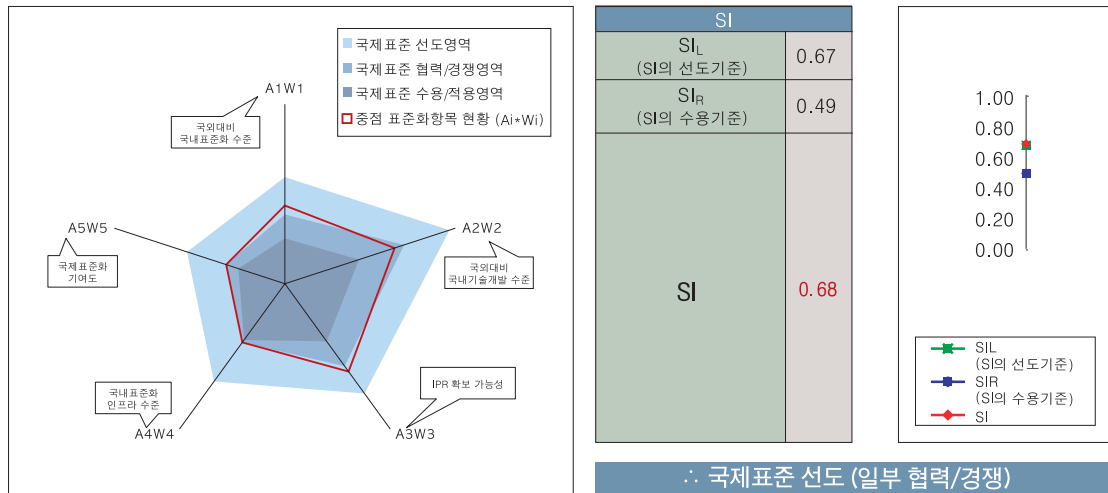 국제표준 선도영역
국제표준 협력/경쟁영역
국제표준 수용/적용영역
중점 표준화항목 현황 (Ai*Wi)
A1W1
국외대비
국내표준화 수준
A2W2
국외대비
국내기술개발 수준
A5W5
국제표준화
기여도
IPR 확보 가능성
A3W3
국내표준화
인프라 수준
A4W4
SI
SIL
(SI의 선도기준)
0.67
SIR
(SI의 수용기준)
0.49
SI
0.68
1.00
0.80
0.60
0.40
0.20
0.00
SIL
(SI의 선도기준)
SIR
(SI의 수용기준)
SI
∴ 국제표준 선도 (일부 협력/경쟁)